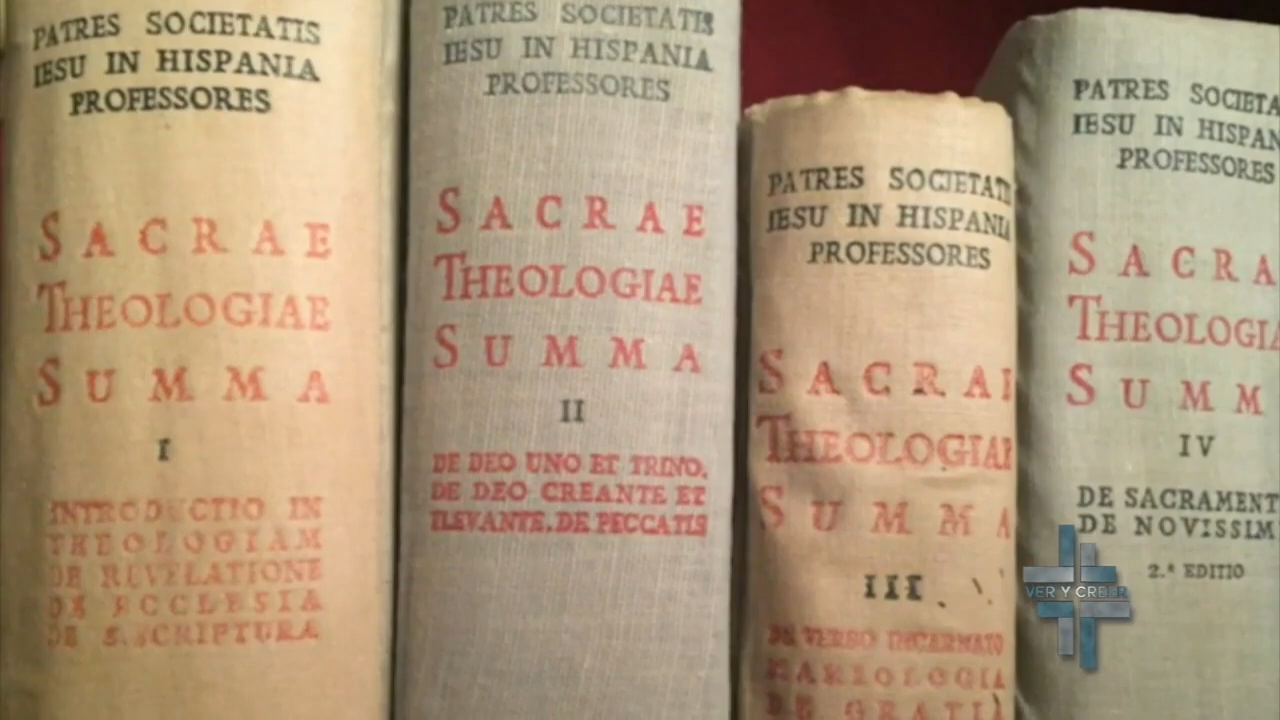 PATRES SOCIETATIS
IESU IN HISPANIA
PROFESSORES
SACRAE
THEOLOGIAE
SUMMA
I
INTRODUCTIO IN
THEOLOGIAM
DE REVELATIONE
DE ECCLESIA
DE S.SCRIPTURA
PATRES SOCIETATIS
IESU IN HISPANIA
PROFESSORES
SACRAE
THEOLOGIAE
SUMMA
II
DE DEO UNO ET TRINO.
DE DEO CREANTE ET
ELEVANTE. DE PECCATIS
PATRES SOCIETATI
IESU IN HISPANIA
PROFESSORES
SACRAE
THEOLOGIAE
SUMMA
III
DE VERBO INCARNATO
MARIOLOGIA
DE GRATIA
PATRES SOCIETA
IESU IN HISPAN
PROFESSORES
SACRA
THEOLOGIA
SUMM
IV
DE SACRAMENT
DE NOVISSIM
2.ª EDITIO
VER Y CREER